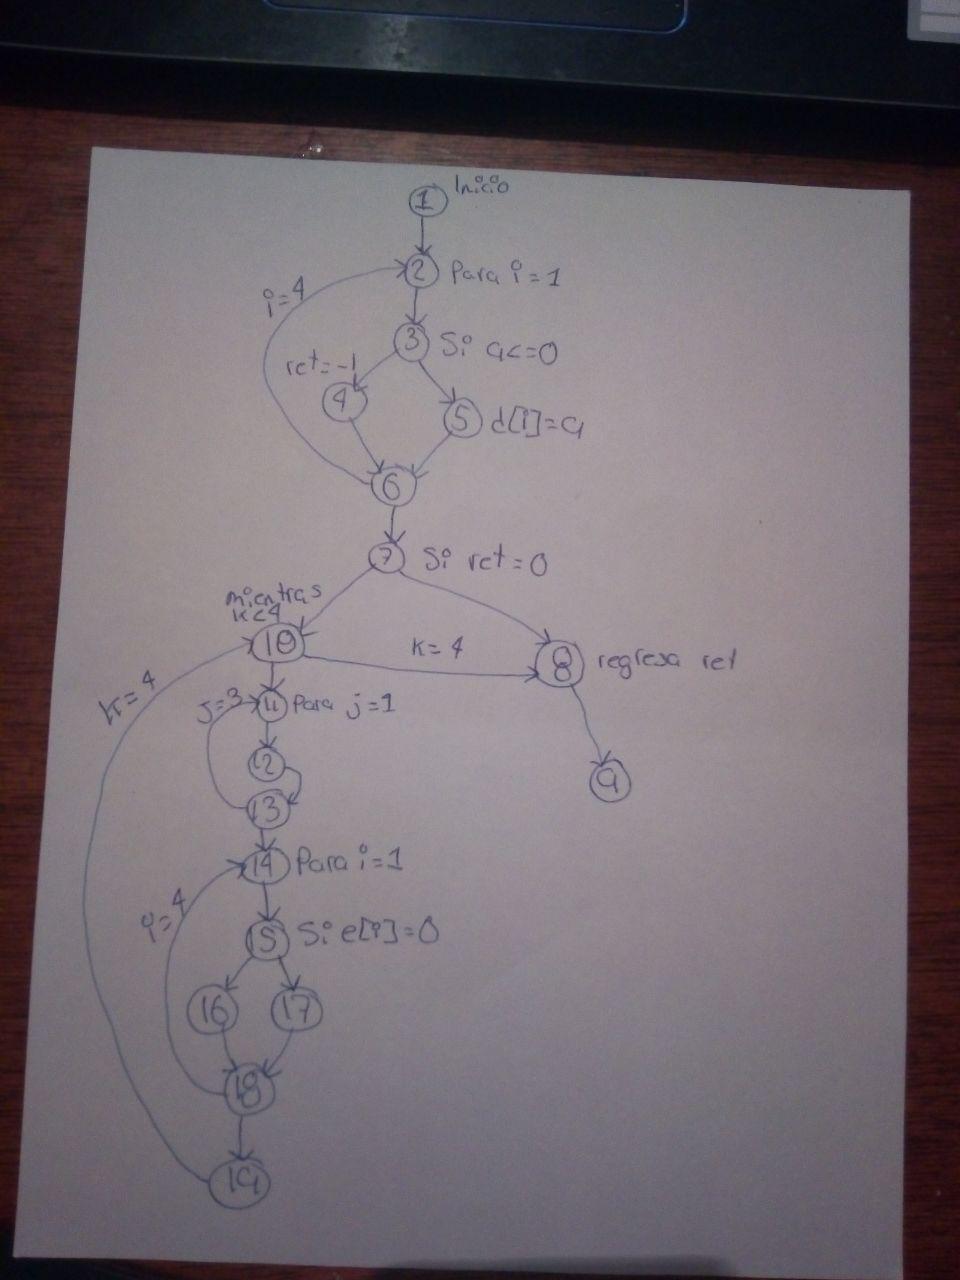 Inicio
1
2 Para i=1
i=4
3 Si a<=0
ret=-1
4
5 d[i]=a
6
7 Si ret=0
mientras
k<4
10
k=4
8 regresa ret
k=4
j=3
11 Para j=1
12
9
13
14 Para i=1
i=4
15 Si e[i]=0
16 17
18
19